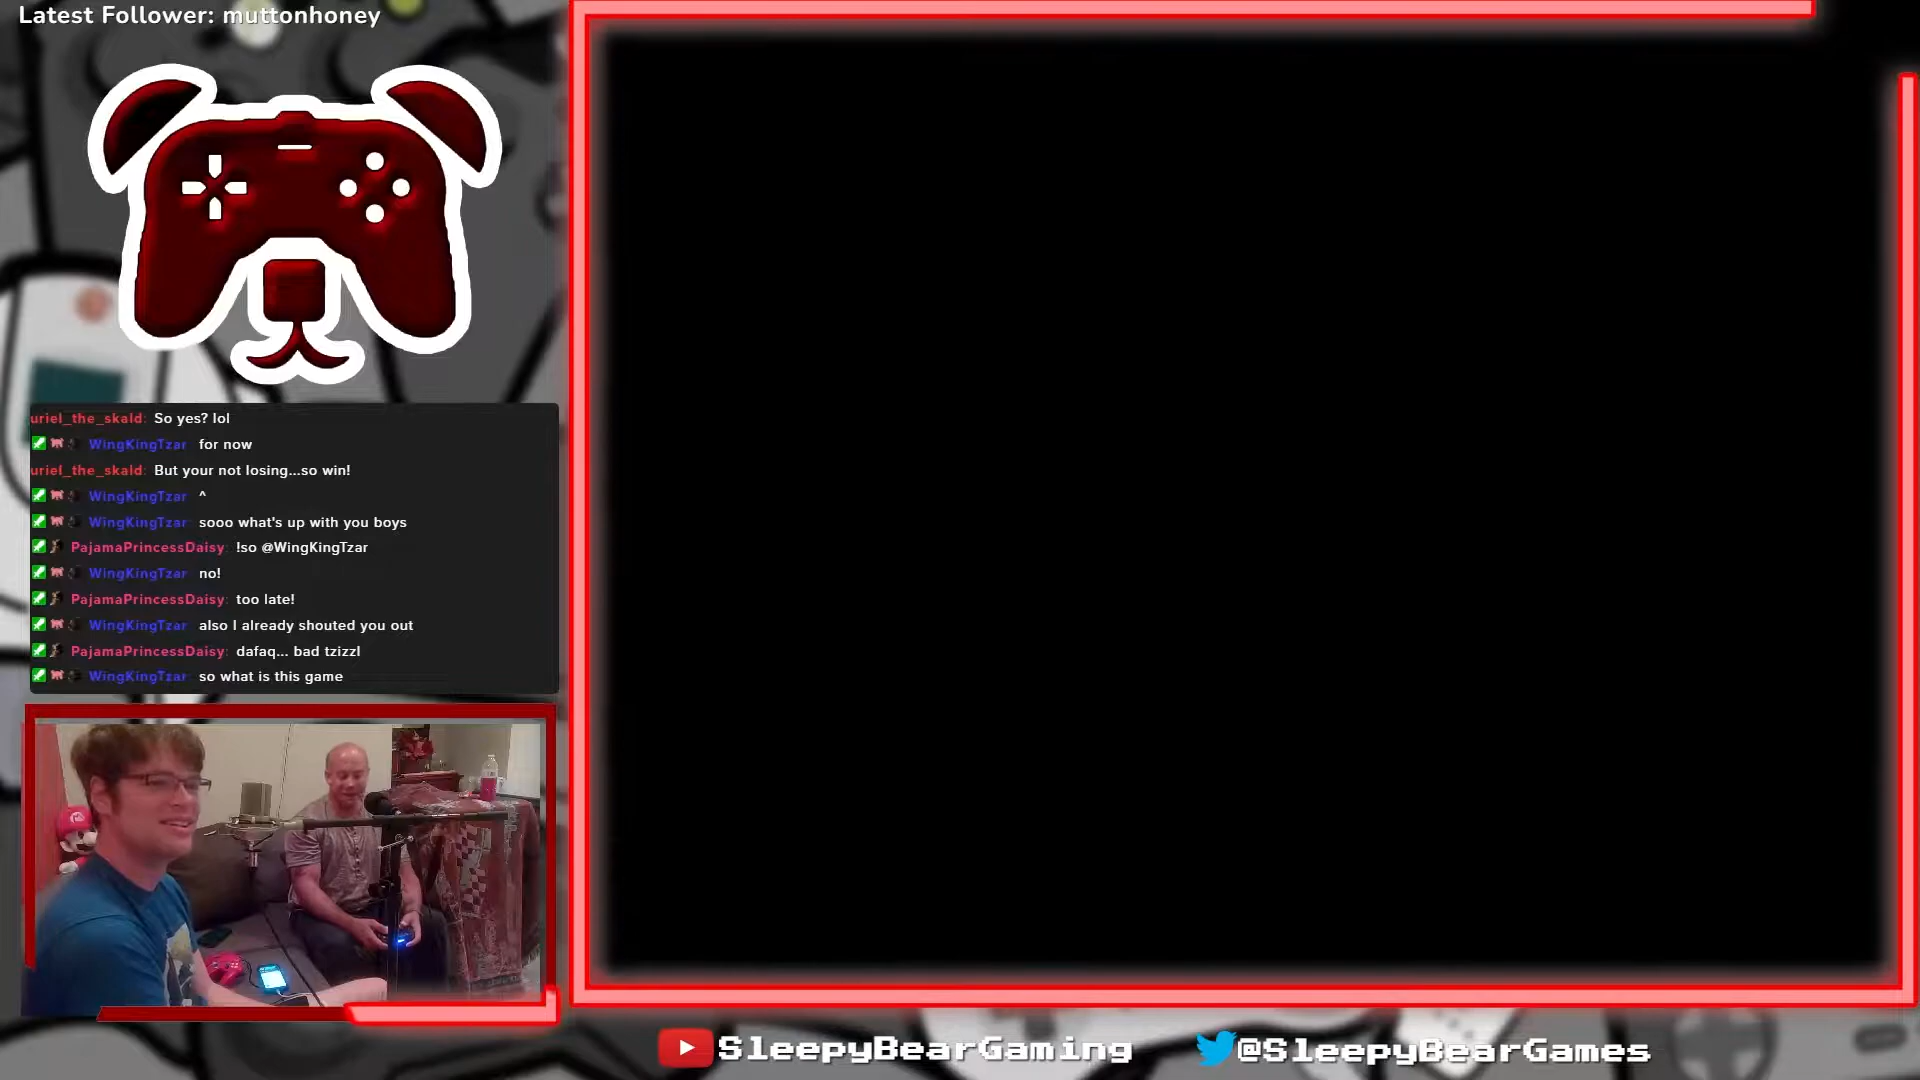 Latest Follower: muttonhoney
uriel_the_skald: So yes? lol
WingKingTzar for now
uriel_the_skald: But your not losing...so win!
WingKingTzar ^
WingKingTzar sooo what's up with you boys
PajamaPrincessDaisy: !so @WingKingTzar
WingKingTzar no!
PajamaPrincessDaisy: too late!
WingKingTzar also I already shouted you out
PajamaPrincessDaisy: dafaq... bad tzizzl
WingKingTzar so what is this game
SleepyBearGaming
@SleepyBearGames